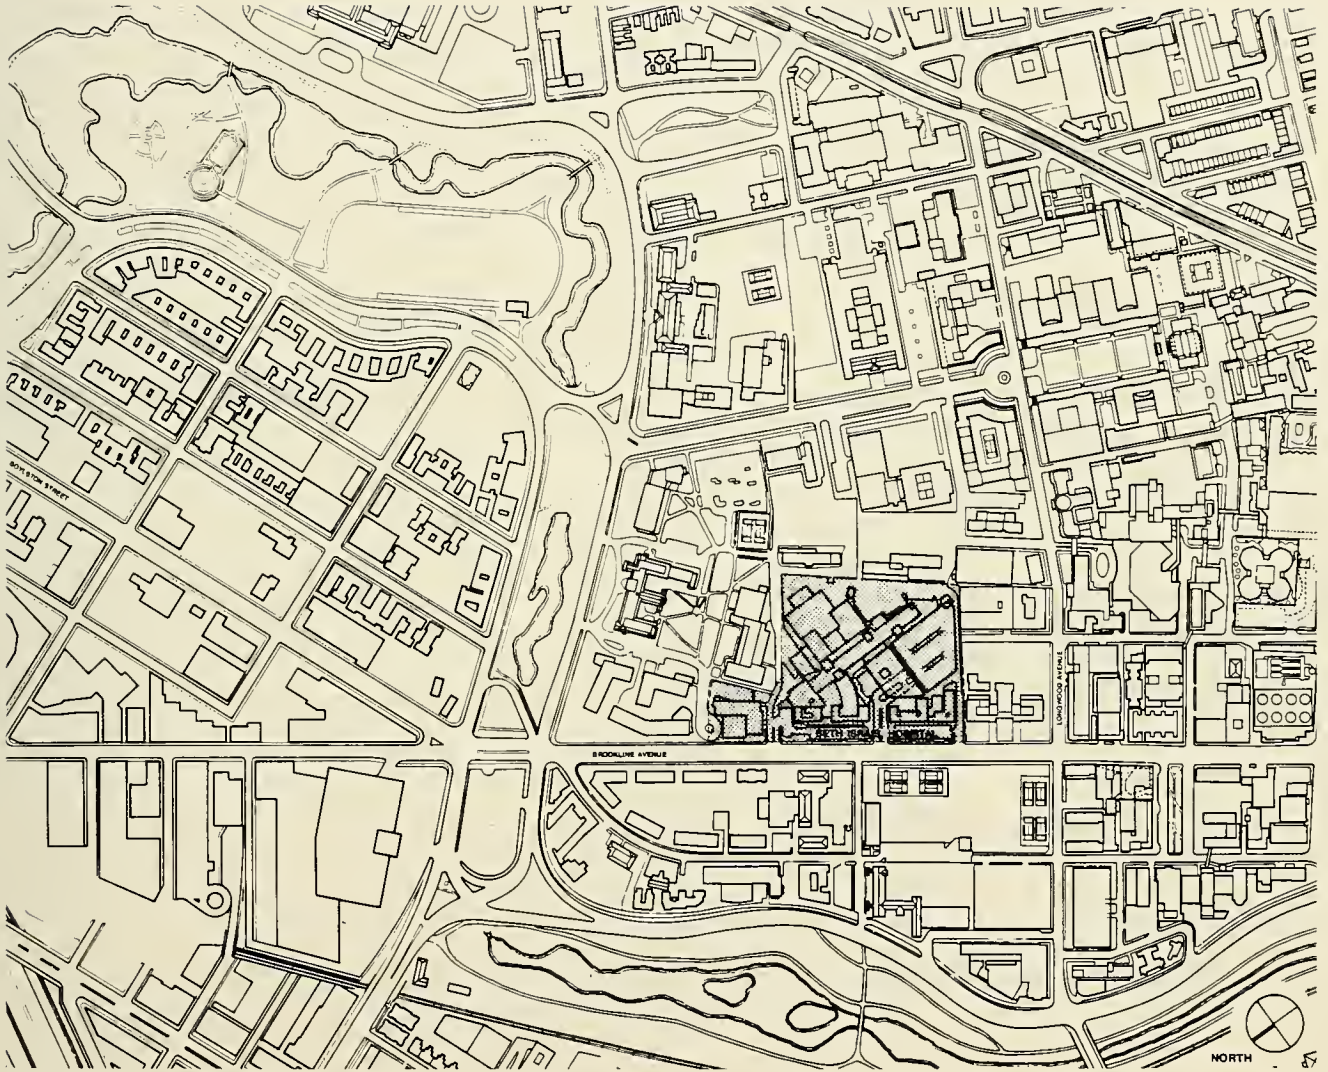 BOYLSTON STREET
LONGWOOD AVENUE
BETH ISRAEL HOSPITAL
BROOKLINE AVENUE
NORTH